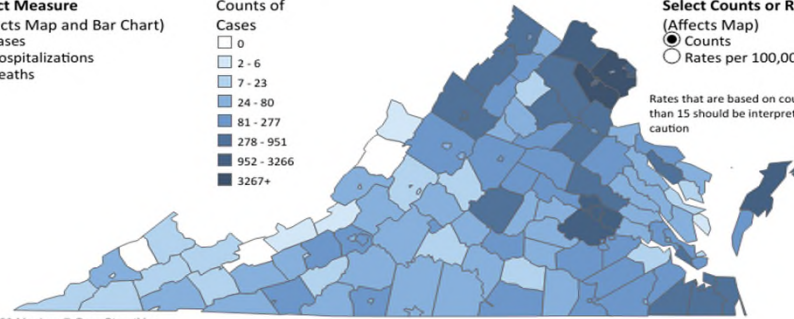 ct Measure
cts Map and Bar Chart)
ases
ospitalizations
eaths
Counts of
Cases
0
2 - 6
7 - 23
24 - 80
81 - 277
278 - 951
952 - 3266
3267+
Select Counts or R
(Affects Map)
Counts
Rates per 100,00
Rates that are based on cou
than 15 should be interpret
caution